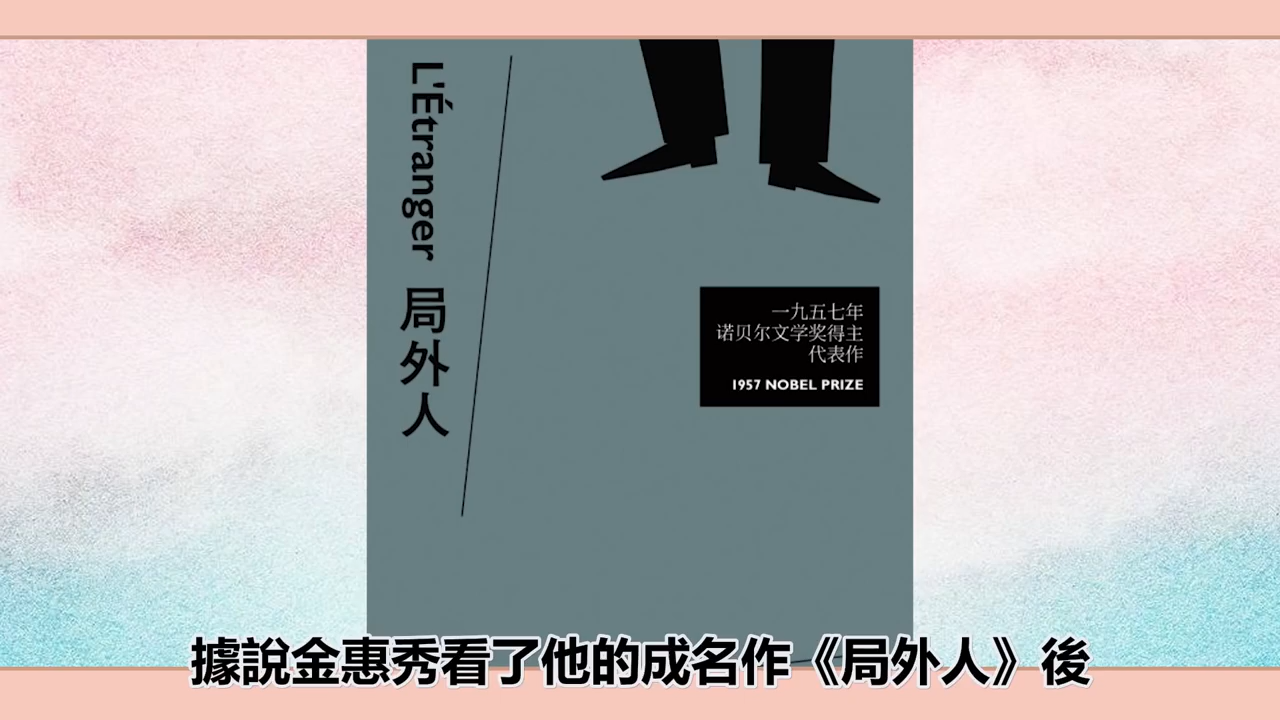 L'Étranger 局外人
一九五七年
诺贝尔文学奖得主
代表作
1957 NOBEL PRIZE
據說金惠秀看了他的成名作《局外人》後